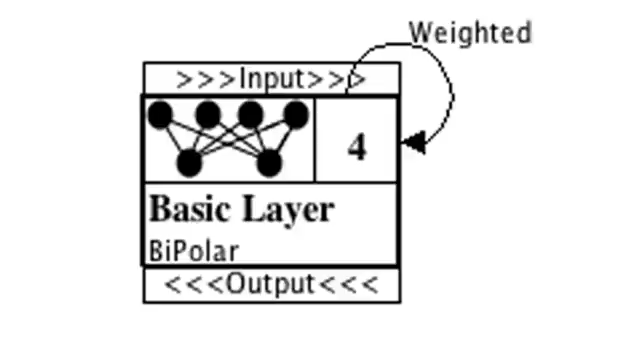 Weighted
>>>Input>>>
4
Basic Layer
BiPolar
<<<Output<<<